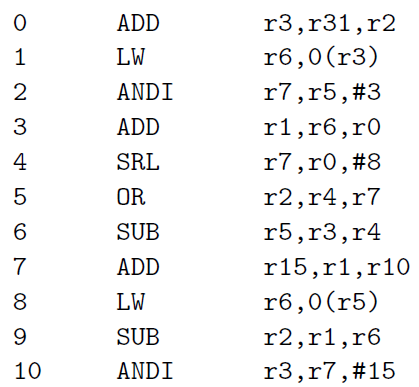 0 ADD r3,r31,r2
1 LW r6,0(r3)
2 ANDI r7,r5,#3
3 ADD r1,r6,r0
4 SRL r7,r0,#8
5 OR r2,r4,r7
6 SUB r5,r3,r4
7 ADD r15,r1,r10
8 LW r6,0(r5)
9 SUB r2,r1,r6
10 ANDI r3,r7,#15